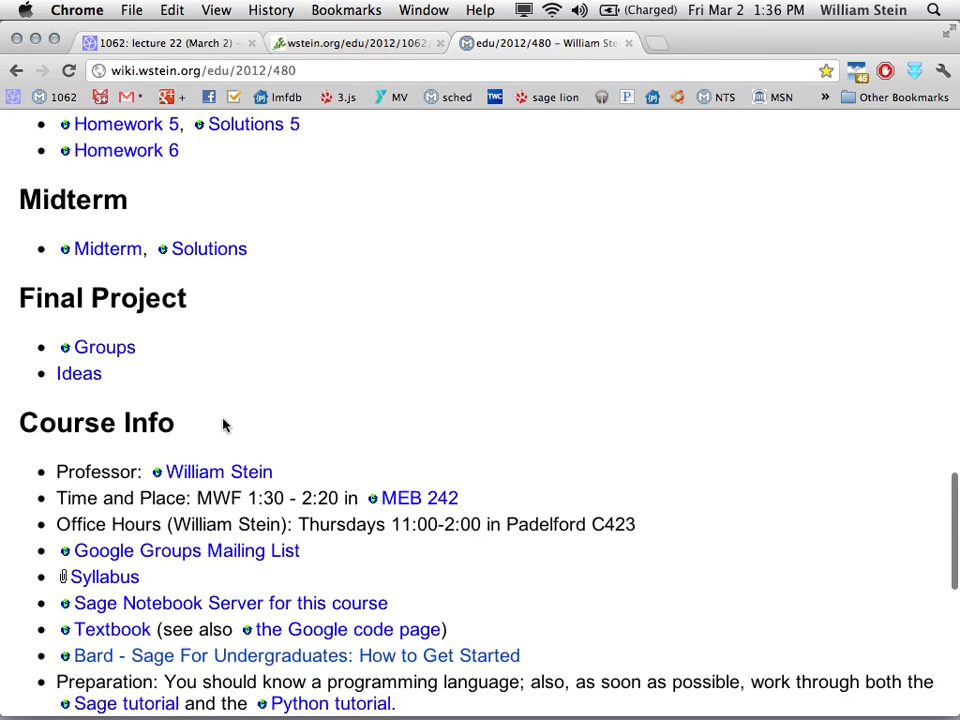 Chrome File Edit View History Bookmarks Window Help (Charged) Fri Mar 2 1:36 PM William Stein
1062: lecture 22 (March 2) - wstein.org/edu/2012/1062/ edu/2012/480 – William Ste
wiki.wstein.org/edu/2012/480
1062 lmfdb 3.js MV sched TWC sage lion P NTS MSN » Other Bookmarks
Homework 5, Solutions 5
Homework 6
Midterm
Midterm, Solutions
Final Project
Groups
Ideas
Course Info
Professor: William Stein
Time and Place: MWF 1:30 - 2:20 in MEB 242
Office Hours (William Stein): Thursdays 11:00-2:00 in Padelford C423
Google Groups Mailing List
Syllabus
Sage Notebook Server for this course
Textbook (see also the Google code page)
Bard - Sage For Undergraduates: How to Get Started
Preparation: You should know a programming language; also, as soon as possible, work through both the
Sage tutorial and the Python tutorial.